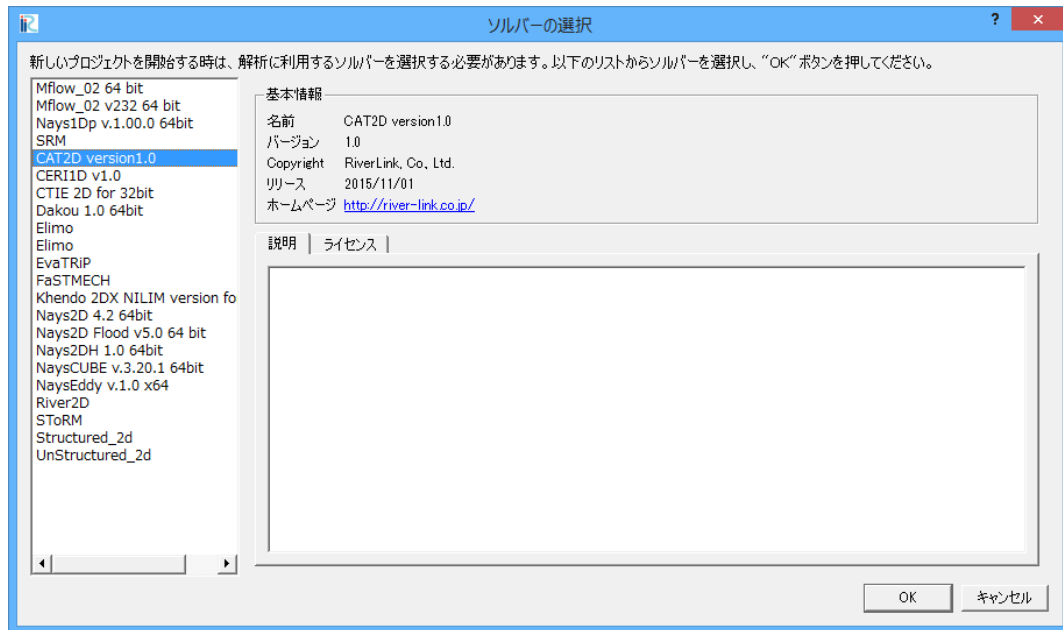 iRC
ソルバーの選択
?
×
新しいプロジェクトを開始する時は、解析に利用するソルバーを選択する必要があります。以下のリストからソルバーを選択し、"OK"ボタンを押してください。
Mflow_02 64 bit
Mflow_02 v232 64 bit
Nays1Dp v.1.00.0 64bit
SRM
CAT2D version1.0
CERI1D v1.0
CTIE 2D for 32bit
Dakou 1.0 64bit
Elimo
Elimo
EvaTRiP
FaSTMECH
Khendo 2DX NILIM version fo
Nays2D 4.2 64bit
Nays2D Flood v5.0 64 bit
Nays2DH 1.0 64bit
NaysCUBE v.3.20.1 64bit
NaysEddy v.1.0 x64
River2D
SToRM
Structured_2d
UnStructured_2d
基本情報
名前 CAT2D version1.0
バージョン 1.0
Copyright RiverLink, Co, Ltd.
リリース 2015/11/01
ホームページ http://river-link.co.jp/
説明 ライセンス
OK キャンセル